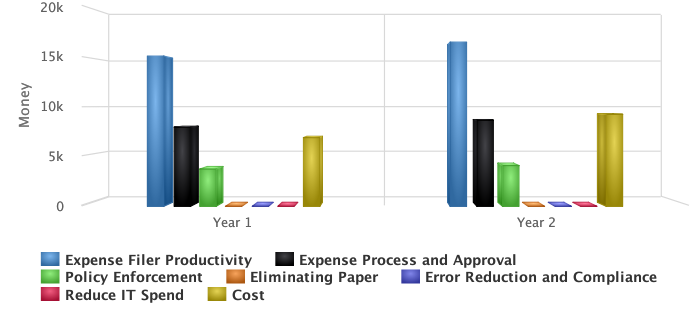 20k
15k
10k
5k
0
Money
Year 1
Year 2
Expense Filer Productivity
Expense Process and Approval
Policy Enforcement
Eliminating Paper
Error Reduction and Compliance
Reduce IT Spend
Cost